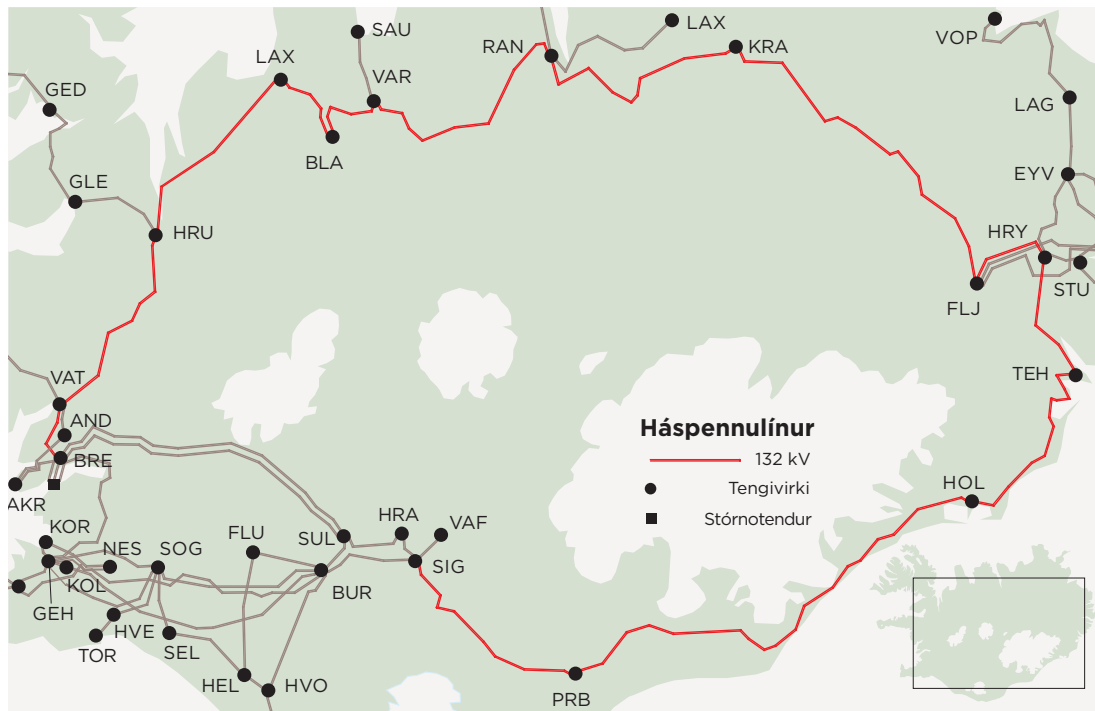 SAU
LAX
VOP
RAN
KRA
LAX
VAR
GED
LAG
BLA
EYV
GLE
HRU
HRY
STU
FLJ
VAT
TEH
AND
Háspennulínur
132 kV
BRE
HOL
Tengivirki
AKR
Stórnotendur
KOR
NES
SOG
FLU
SUL
HRA
VAF
SIG
KOL
BUR
GEH
HVE
TOR
SEL
HEL
HVO
PRB